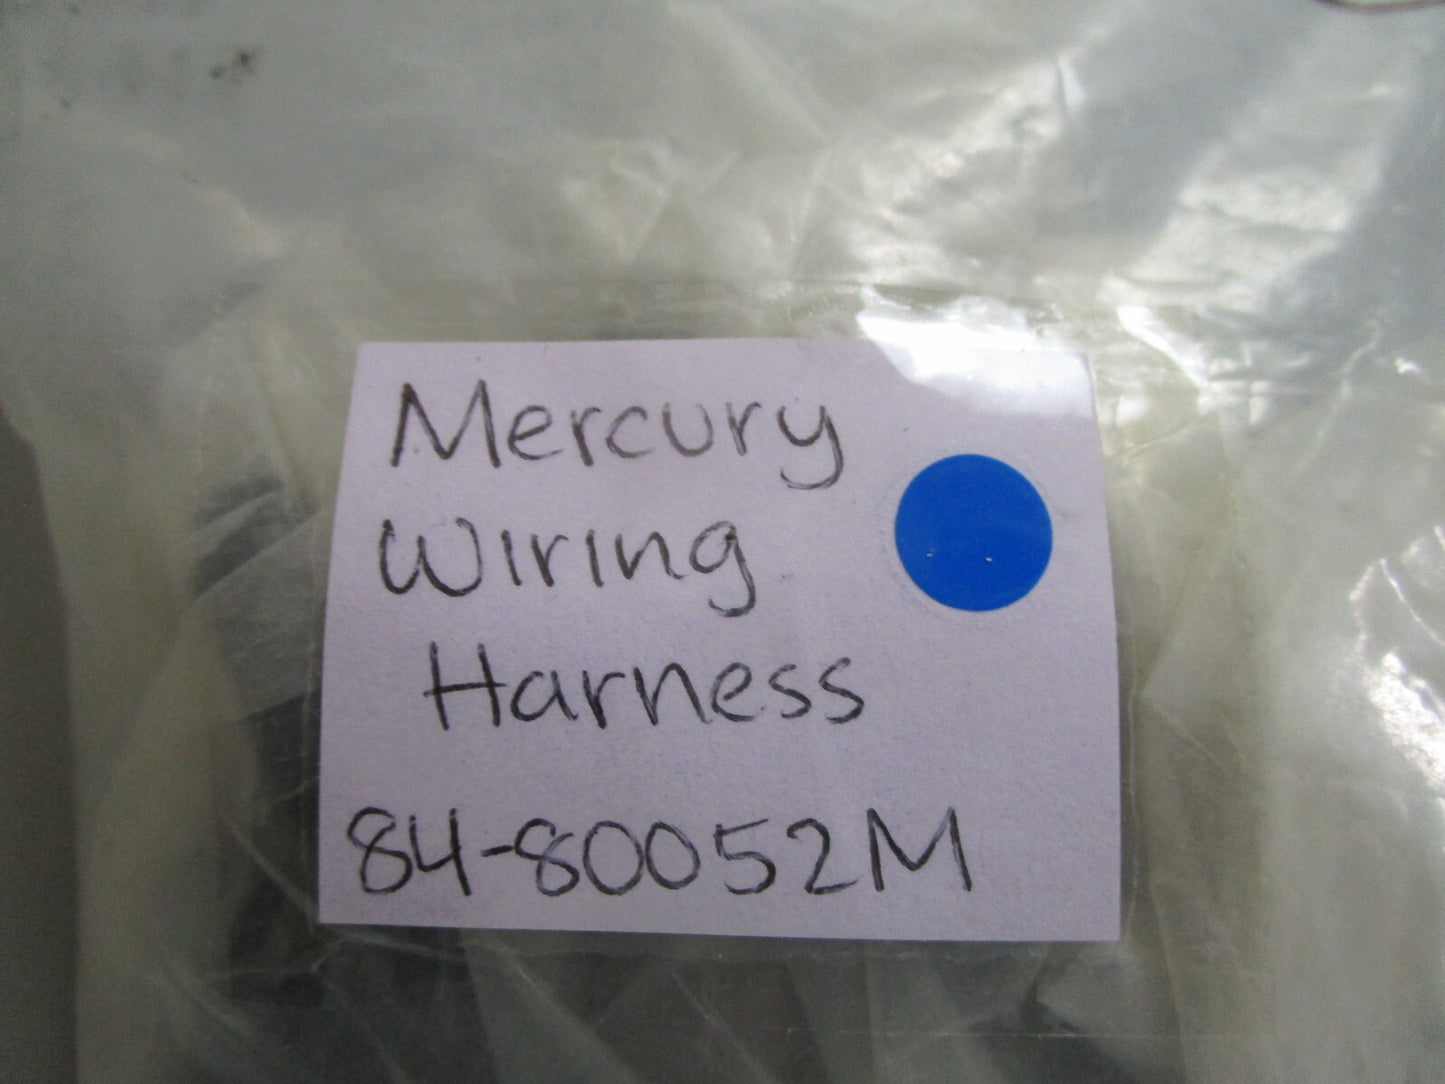 Mercury
Wiring
Harness
84-80052M